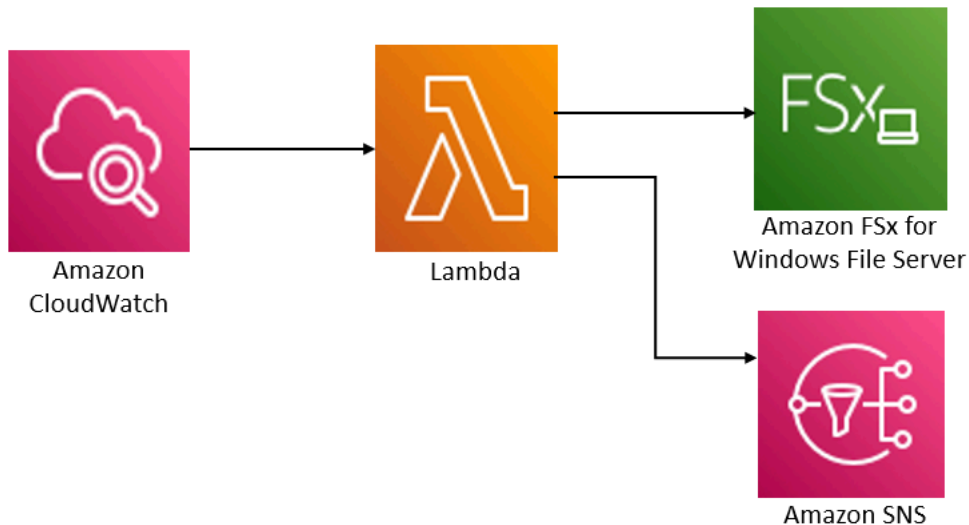 Amazon
CloudWatch
Lambda
FSx
Amazon FSx for
Windows File Server
Amazon SNS